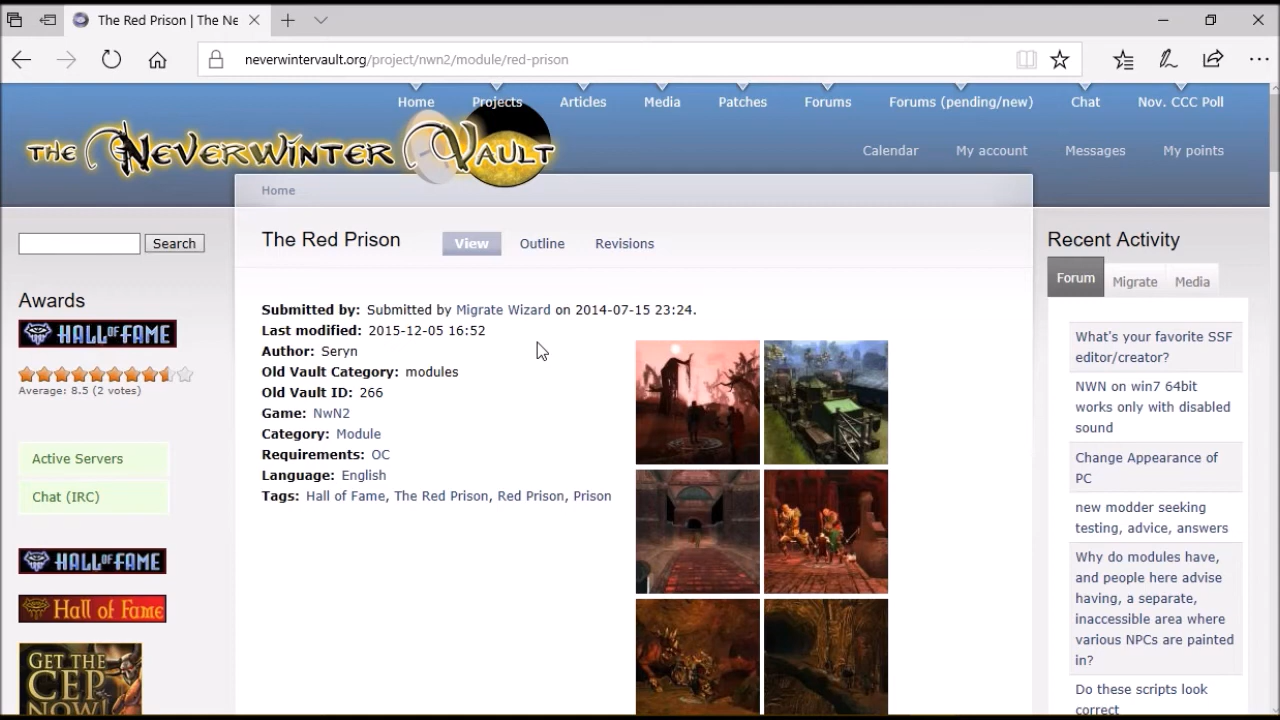 The Red Prison | The Ne
neverwintervault.org/project/nwn2/module/red-prison
Home Projects Articles Media Patches Forums Forums (pending/new) Chat Nov. CCC Poll
THE NEVERWINTER VAULT
Calendar My account Messages My points
Home
Search
Awards
HALL OF FAME
Average: 8.5 (2 votes)
Active Servers
Chat (IRC)
HALL OF FAME
Hall of Fame
GET THE
CEP
NOW!
The Red Prison View Outline Revisions
Submitted by: Submitted by Migrate Wizard on 2014-07-15 23:24.
Last modified: 2015-12-05 16:52
Author: Seryn
Old Vault Category: modules
Old Vault ID: 266
Game: NwN2
Category: Module
Requirements: OC
Language: English
Tags: Hall of Fame, The Red Prison, Red Prison, Prison
Recent Activity
Forum Migrate Media
What's your favorite SSF
editor/creator?
NWN on win7 64bit
works only with disabled
sound
Change Appearance of
PC
new modder seeking
testing, advice, answers
Why do modules have,
and people here advise
having, a separate,
inaccessible area where
various NPCs are painted
in?
Do these scripts look
correct